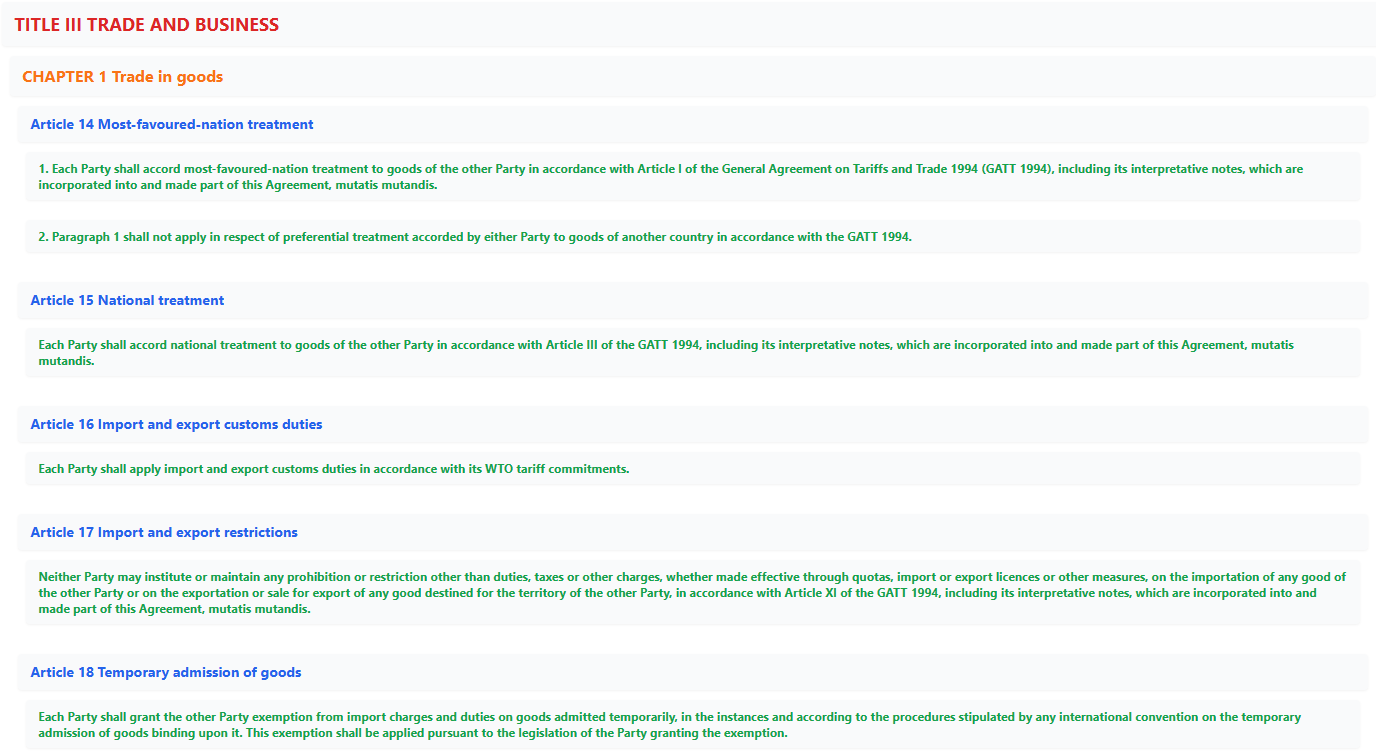 TITLE III TRADE AND BUSINESS
CHAPTER 1 Trade in goods
Article 14 Most-favoured-nation treatment
1. Each Party shall accord most-favoured-nation treatment to goods of the other Party in accordance with Article I of the General Agreement on Tariffs and Trade 1994 (GATT 1994), including its interpretative notes, which are
incorporated into and made part of this Agreement, mutatis mutandis.
2. Paragraph 1 shall not apply in respect of preferential treatment accorded by either Party to goods of another country in accordance with the GATT 1994.
Article 15 National treatment
Each Party shall accord national treatment to goods of the other Party in accordance with Article III of the GATT 1994, including its interpretative notes, which are incorporated into and made part of this Agreement, mutatis
mutandis.
Article 16 Import and export customs duties
Each Party shall apply import and export customs duties in accordance with its WTO tariff commitments.
Article 17 Import and export restrictions
Neither Party may institute or maintain any prohibition or restriction other than duties, taxes or other charges, whether made effective through quotas, import or export licences or other measures, on the importation of any good of
the other Party or on the exportation or sale for export of any good destined for the territory of the other Party, in accordance with Article XI of the GATT 1994, including its interpretative notes, which are incorporated into and
made part of this Agreement, mutatis mutandis.
Article 18 Temporary admission of goods
Each Party shall grant the other Party exemption from import charges and duties on goods admitted temporarily, in the instances and according to the procedures stipulated by any international convention on the temporary
admission of goods binding upon it. This exemption shall be applied pursuant to the legislation of the Party granting the exemption.